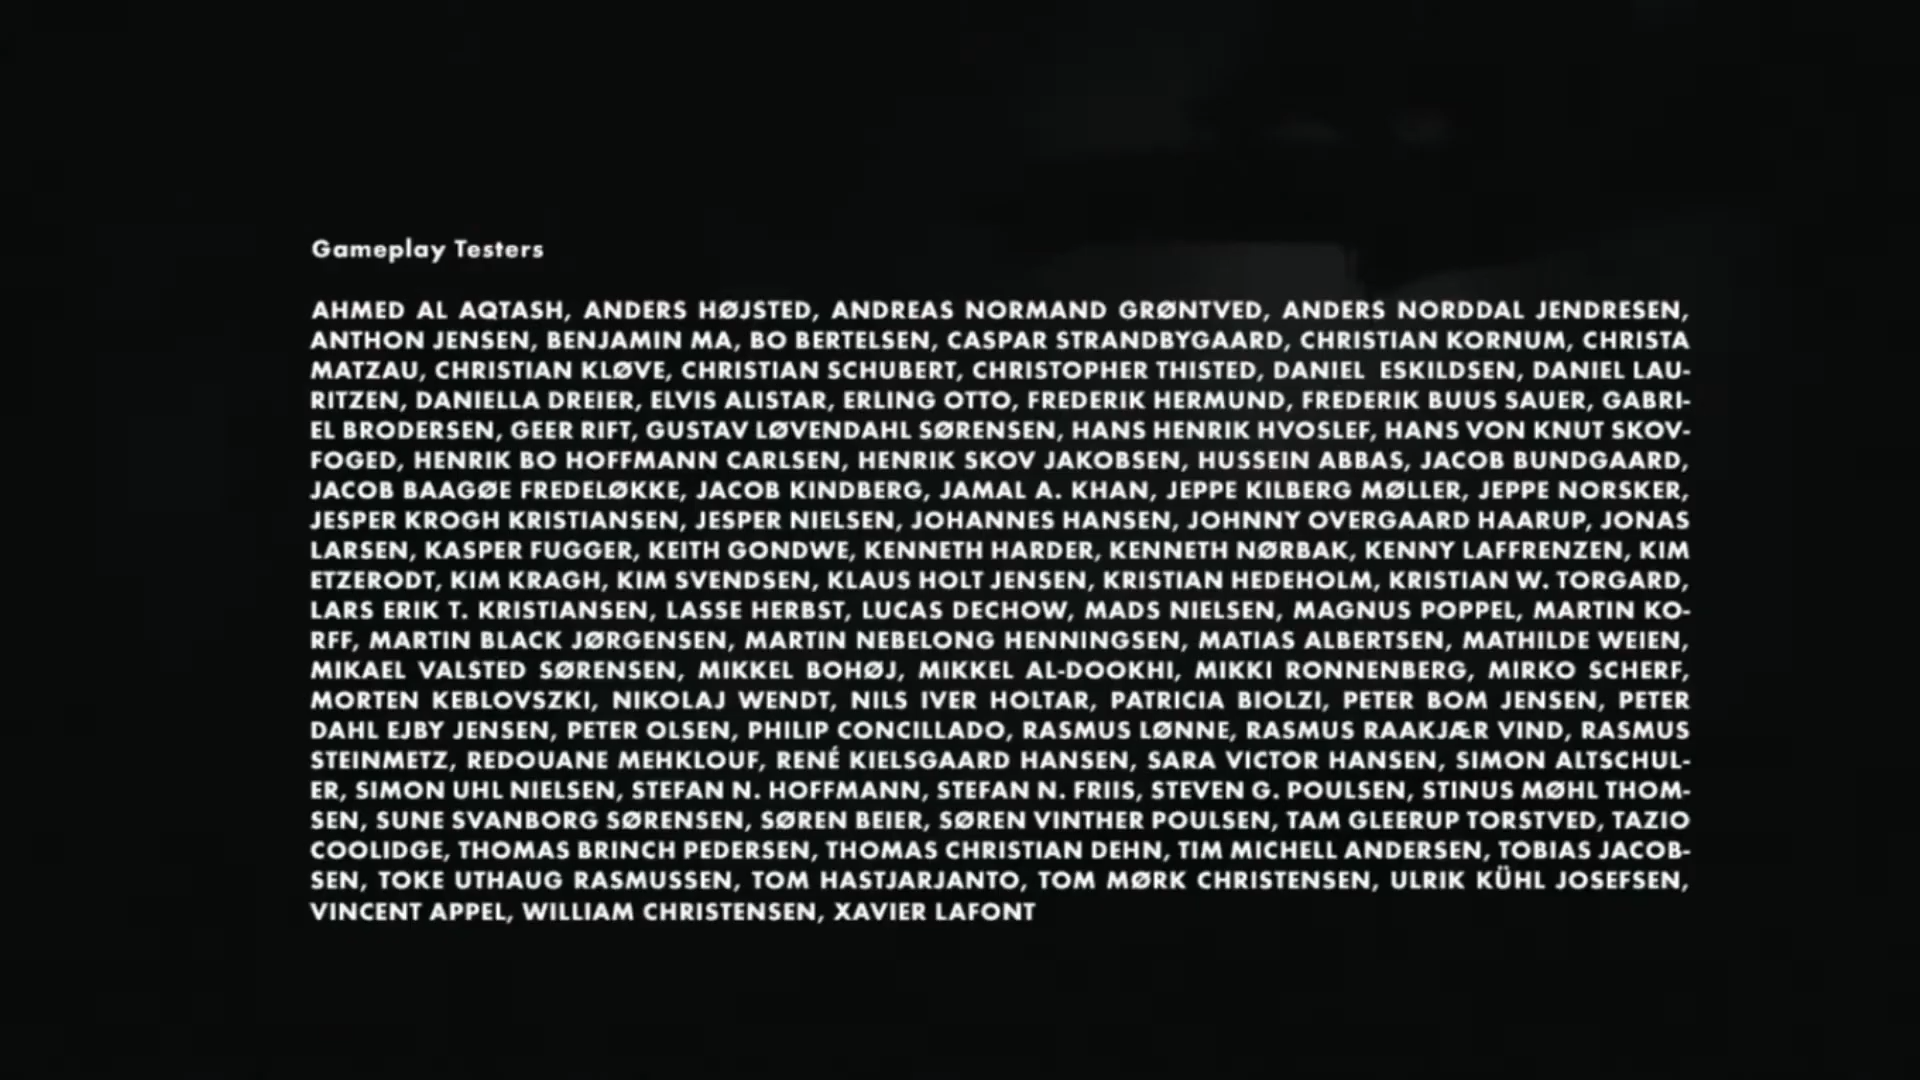 Gameplay Testers
AHMED AL AQTASH, ANDERS HØJSTED, ANDREAS NORMAND GRØNTVED, ANDERS NORDDAL JENDRESEN,
ANTHON JENSEN, BENJAMIN MA, BO BERTELSEN, CASPAR STRANDBYGAARD, CHRISTIAN KORNUM, CHRISTA
MATZAU, CHRISTIAN KLØVE, CHRISTIAN SCHUBERT, CHRISTOPHER THISTED, DANIEL ESKILDSEN, DANIEL LAU-
RITZEN, DANIELLA DREIER, ELVIS ALISTAR, ERLING OTTO, FREDERIK HERMUND, FREDERIK BUUS SAUER, GABRI-
EL BRODERSEN, GEER RIFT, GUSTAV LØVENDAHL SØRENSEN, HANS HENRIK HVOSLEF, HANS VON KNUT SKOV-
FOGED, HENRIK BO HOFFMANN CARLSEN, HENRIK SKOV JAKOBSEN, HUSSEIN ABBAS, JACOB BUNDGAARD,
JACOB BAAGØE FREDELØKKE, JACOB KINDBERG, JAMAL A. KHAN, JEPPE KILBERG MØLLER, JEPPE NORSKER,
JESPER KROGH KRISTIANSEN, JESPER NIELSEN, JOHANNES HANSEN, JOHNNY OVERGAARD HAARUP, JONAS
LARSEN, KASPER FUGGER, KEITH GONDWE, KENNETH HARDER, KENNETH NØRBAK, KENNY LAFFRENZEN, KIM
ETZERODT, KIM KRAGH, KIM SVENDSEN, KLAUS HOLT JENSEN, KRISTIAN HEDEHOLM, KRISTIAN W. TORGARD,
LARS ERIK T. KRISTIANSEN, LASSE HERBST, LUCAS DECHOW, MADS NIELSEN, MAGNUS POPPEL, MARTIN KO-
RFF, MARTIN BLACK JØRGENSEN, MARTIN NEBELONG HENNINGSEN, MATIAS ALBERTSEN, MATHILDE WEIEN,
MIKAEL VALSTED SØRENSEN, MIKKEL BOHØJ, MIKKEL AL-DOOKHI, MIKKI RONNENBERG, MIRKO SCHERF,
MORTEN KEBLOVSZKI, NIKOLAJ WENDT, NILS IVER HOLTAR, PATRICIA BIOLZI, PETER BOM JENSEN, PETER
DAHL EJBY JENSEN, PETER OLSEN, PHILIP CONCILLADO, RASMUS LØNNE, RASMUS RAAKJÆR VIND, RASMUS
STEINMETZ, REDOUANE MEHKLOUF, RENÉ KIELSGAARD HANSEN, SARA VICTOR HANSEN, SIMON ALTSCHUL-
ER, SIMON UHL NIELSEN, STEFAN N. HOFFMANN, STEFAN N. FRIIS, STEVEN G. POULSEN, STINUS MØHL THOM-
SEN, SUNE SVANBORG SØRENSEN, SØREN BEIER, SØREN VINTHER POULSEN, TAM GLEERUP TORSTVED, TAZIO
COOLIDGE, THOMAS BRINCH PEDERSEN, THOMAS CHRISTIAN DEHN, TIM MICHELL ANDERSEN, TOBIAS JACOB-
SEN, TOKE UTHAUG RASMUSSEN, TOM HASTJARJANTO, TOM MØRK CHRISTENSEN, ULRIK KÜHL JOSEFSEN,
VINCENT APPEL, WILLIAM CHRISTENSEN, XAVIER LAFONT